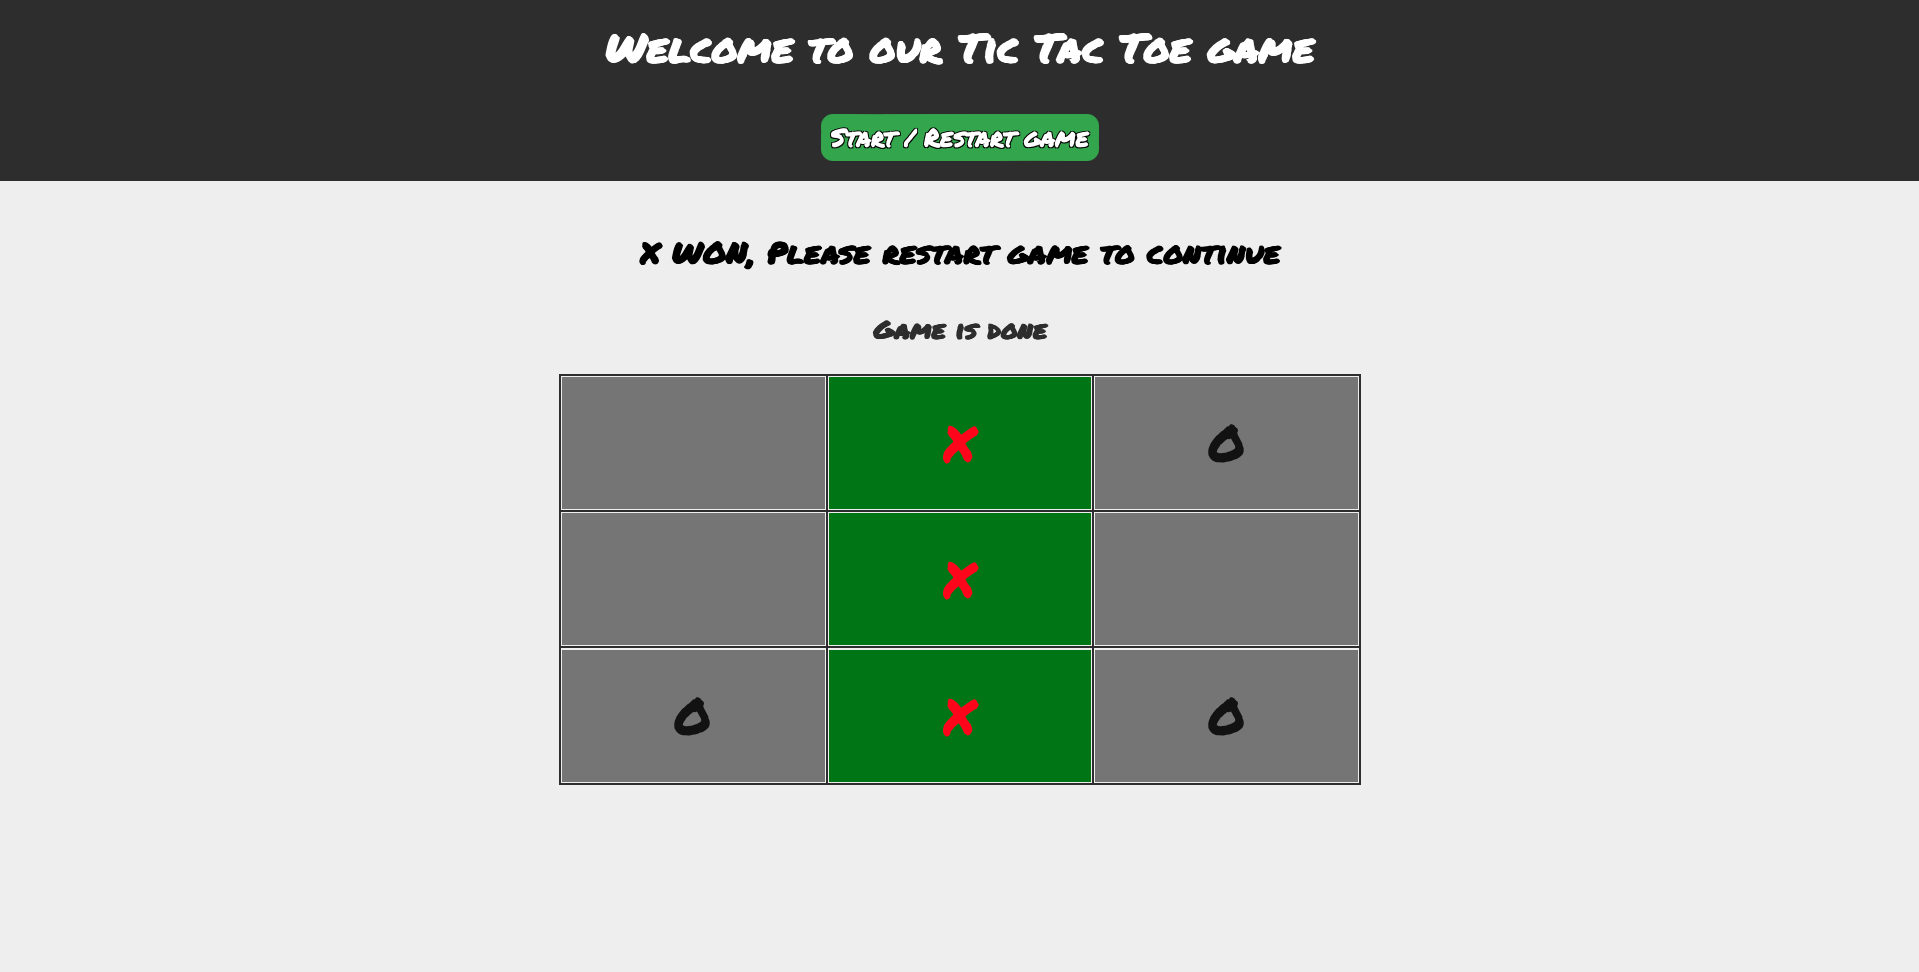 Welcome to our Tic Tac Toe game
Start / Restart game
X WON, Please restart game to continue
Game is done
X O
X
O X O